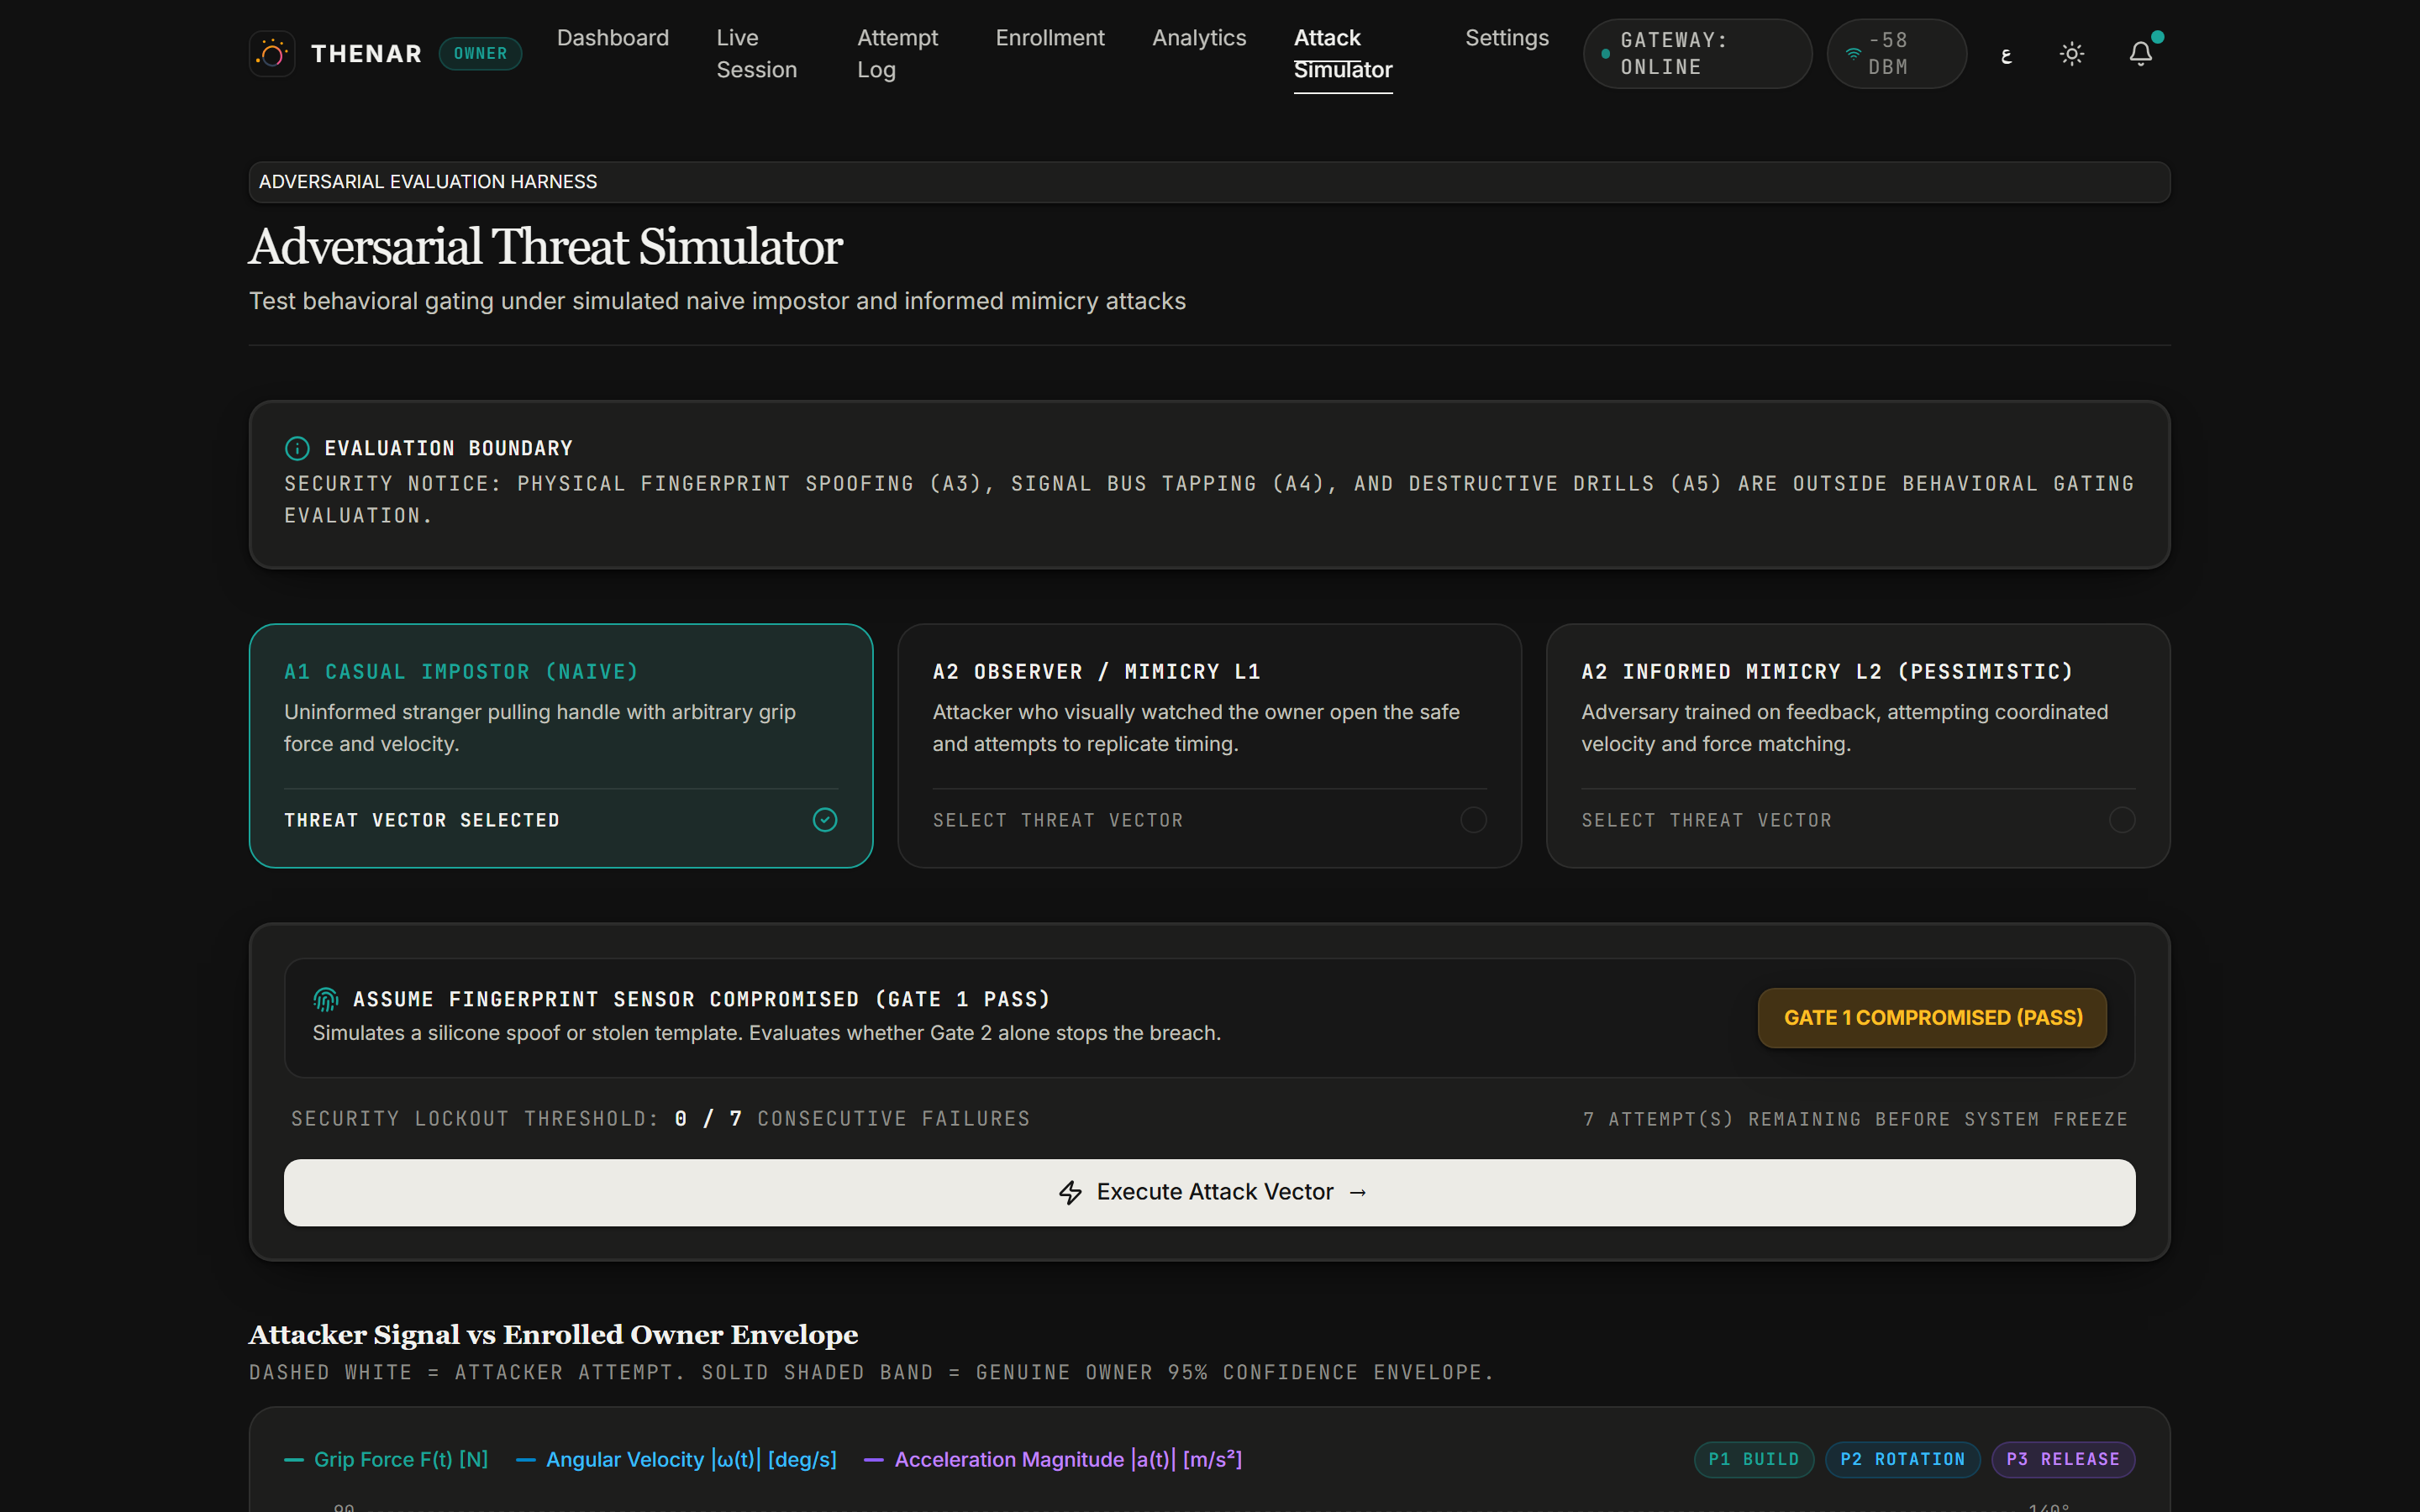 THENAR
OWNER
Dashboard
Live
Session
Attempt
Log
Enrollment
Analytics
Attack
Simulator
Settings
GATEWAY:
ONLINE
-58
DBM
ع
ADVERSARIAL EVALUATION HARNESS
Adversarial Threat Simulator
Test behavioral gating under simulated naive impostor and informed mimicry attacks
EVALUATION BOUNDARY
SECURITY NOTICE: PHYSICAL FINGERPRINT SPOOFING (A3), SIGNAL BUS TAPPING (A4), AND DESTRUCTIVE DRILLS (A5) ARE OUTSIDE BEHAVIORAL GATING
EVALUATION.
A1 CASUAL IMPOSTOR (NAIVE)
Uninformed stranger pulling handle with arbitrary grip
force and velocity.
THREAT VECTOR SELECTED
A2 OBSERVER / MIMICRY L1
Attacker who visually watched the owner open the safe
and attempts to replicate timing.
SELECT THREAT VECTOR
A2 INFORMED MIMICRY L2 (PESSIMISTIC)
Adversary trained on feedback, attempting coordinated
velocity and force matching.
SELECT THREAT VECTOR
ASSUME FINGERPRINT SENSOR COMPROMISED (GATE 1 PASS)
Simulates a silicone spoof or stolen template. Evaluates whether Gate 2 alone stops the breach.
GATE 1 COMPROMISED (PASS)
SECURITY LOCKOUT THRESHOLD: 0 / 7 CONSECUTIVE FAILURES
7 ATTEMPT(S) REMAINING BEFORE SYSTEM FREEZE
Execute Attack Vector →
Attacker Signal vs Enrolled Owner Envelope
DASHED WHITE = ATTACKER ATTEMPT. SOLID SHADED BAND = GENUINE OWNER 95% CONFIDENCE ENVELOPE.
Grip Force F(t) [N]
Angular Velocity |ω(t)| [deg/s]
Acceleration Magnitude |a(t)| [m/s²]
P1 BUILD
P2 ROTATION
P3 RELEASE
90
140°